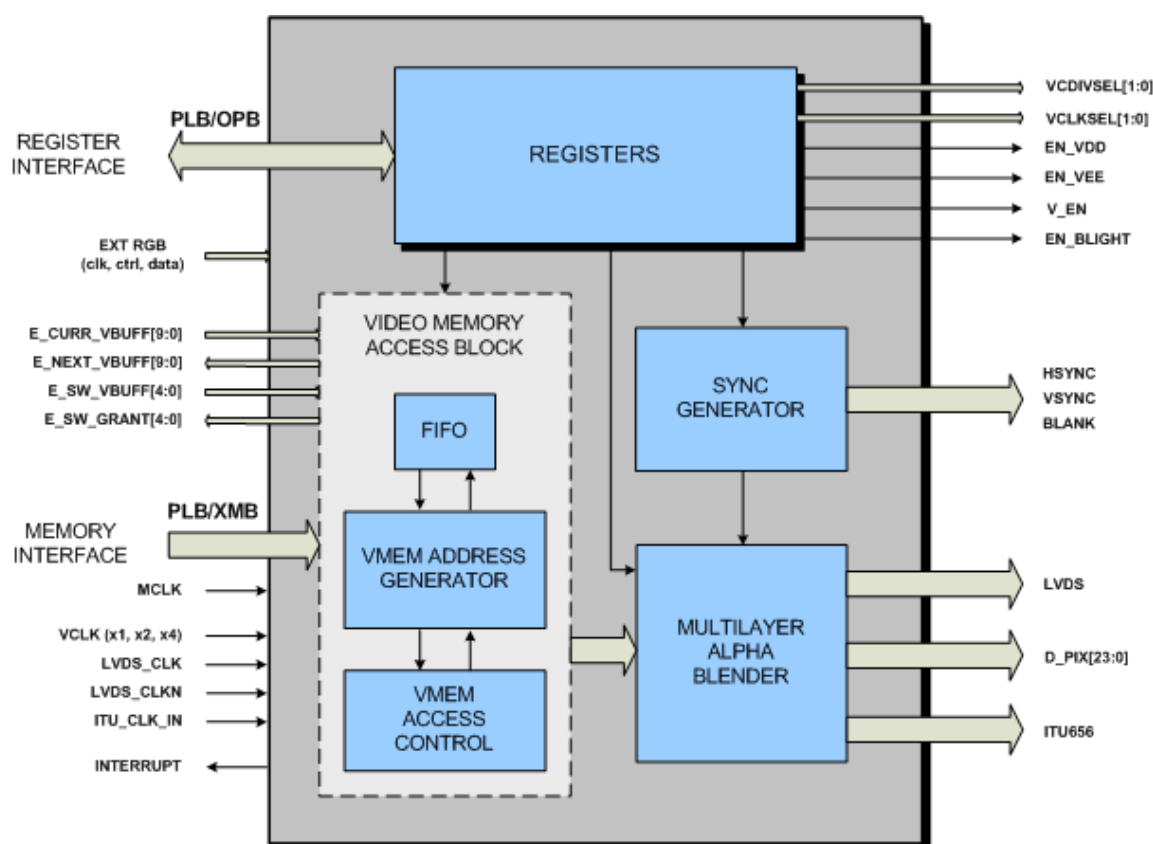 PLB/OPB
REGISTER
INTERFACE
EXT RGB
(clk, ctrl, data)
E_CURR_VBUFF[9:0]
E_NEXT_VBUFF[9:0]
E_SW_VBUFF[4:0]
E_SW_GRANT[4:0]
PLB/XMB
MEMORY
INTERFACE
MCLK
VCLK (x1, x2, x4)
LVDS_CLK
LVDS_CLKN
ITU_CLK_IN
INTERRUPT
REGISTERS
VIDEO MEMORY
ACCESS BLOCK
FIFO
VMEM ADDRESS
GENERATOR
VMEM
ACCESS
CONTROL
SYNC
GENERATOR
MULTILAYER
ALPHA
BLENDER
VCDIVSEL[1:0]
VCLKSEL[1:0]
EN_VDD
EN_VEE
V_EN
EN_BLIGHT
HSYNC
VSYNC
BLANK
LVDS
D_PIX[23:0]
ITU656